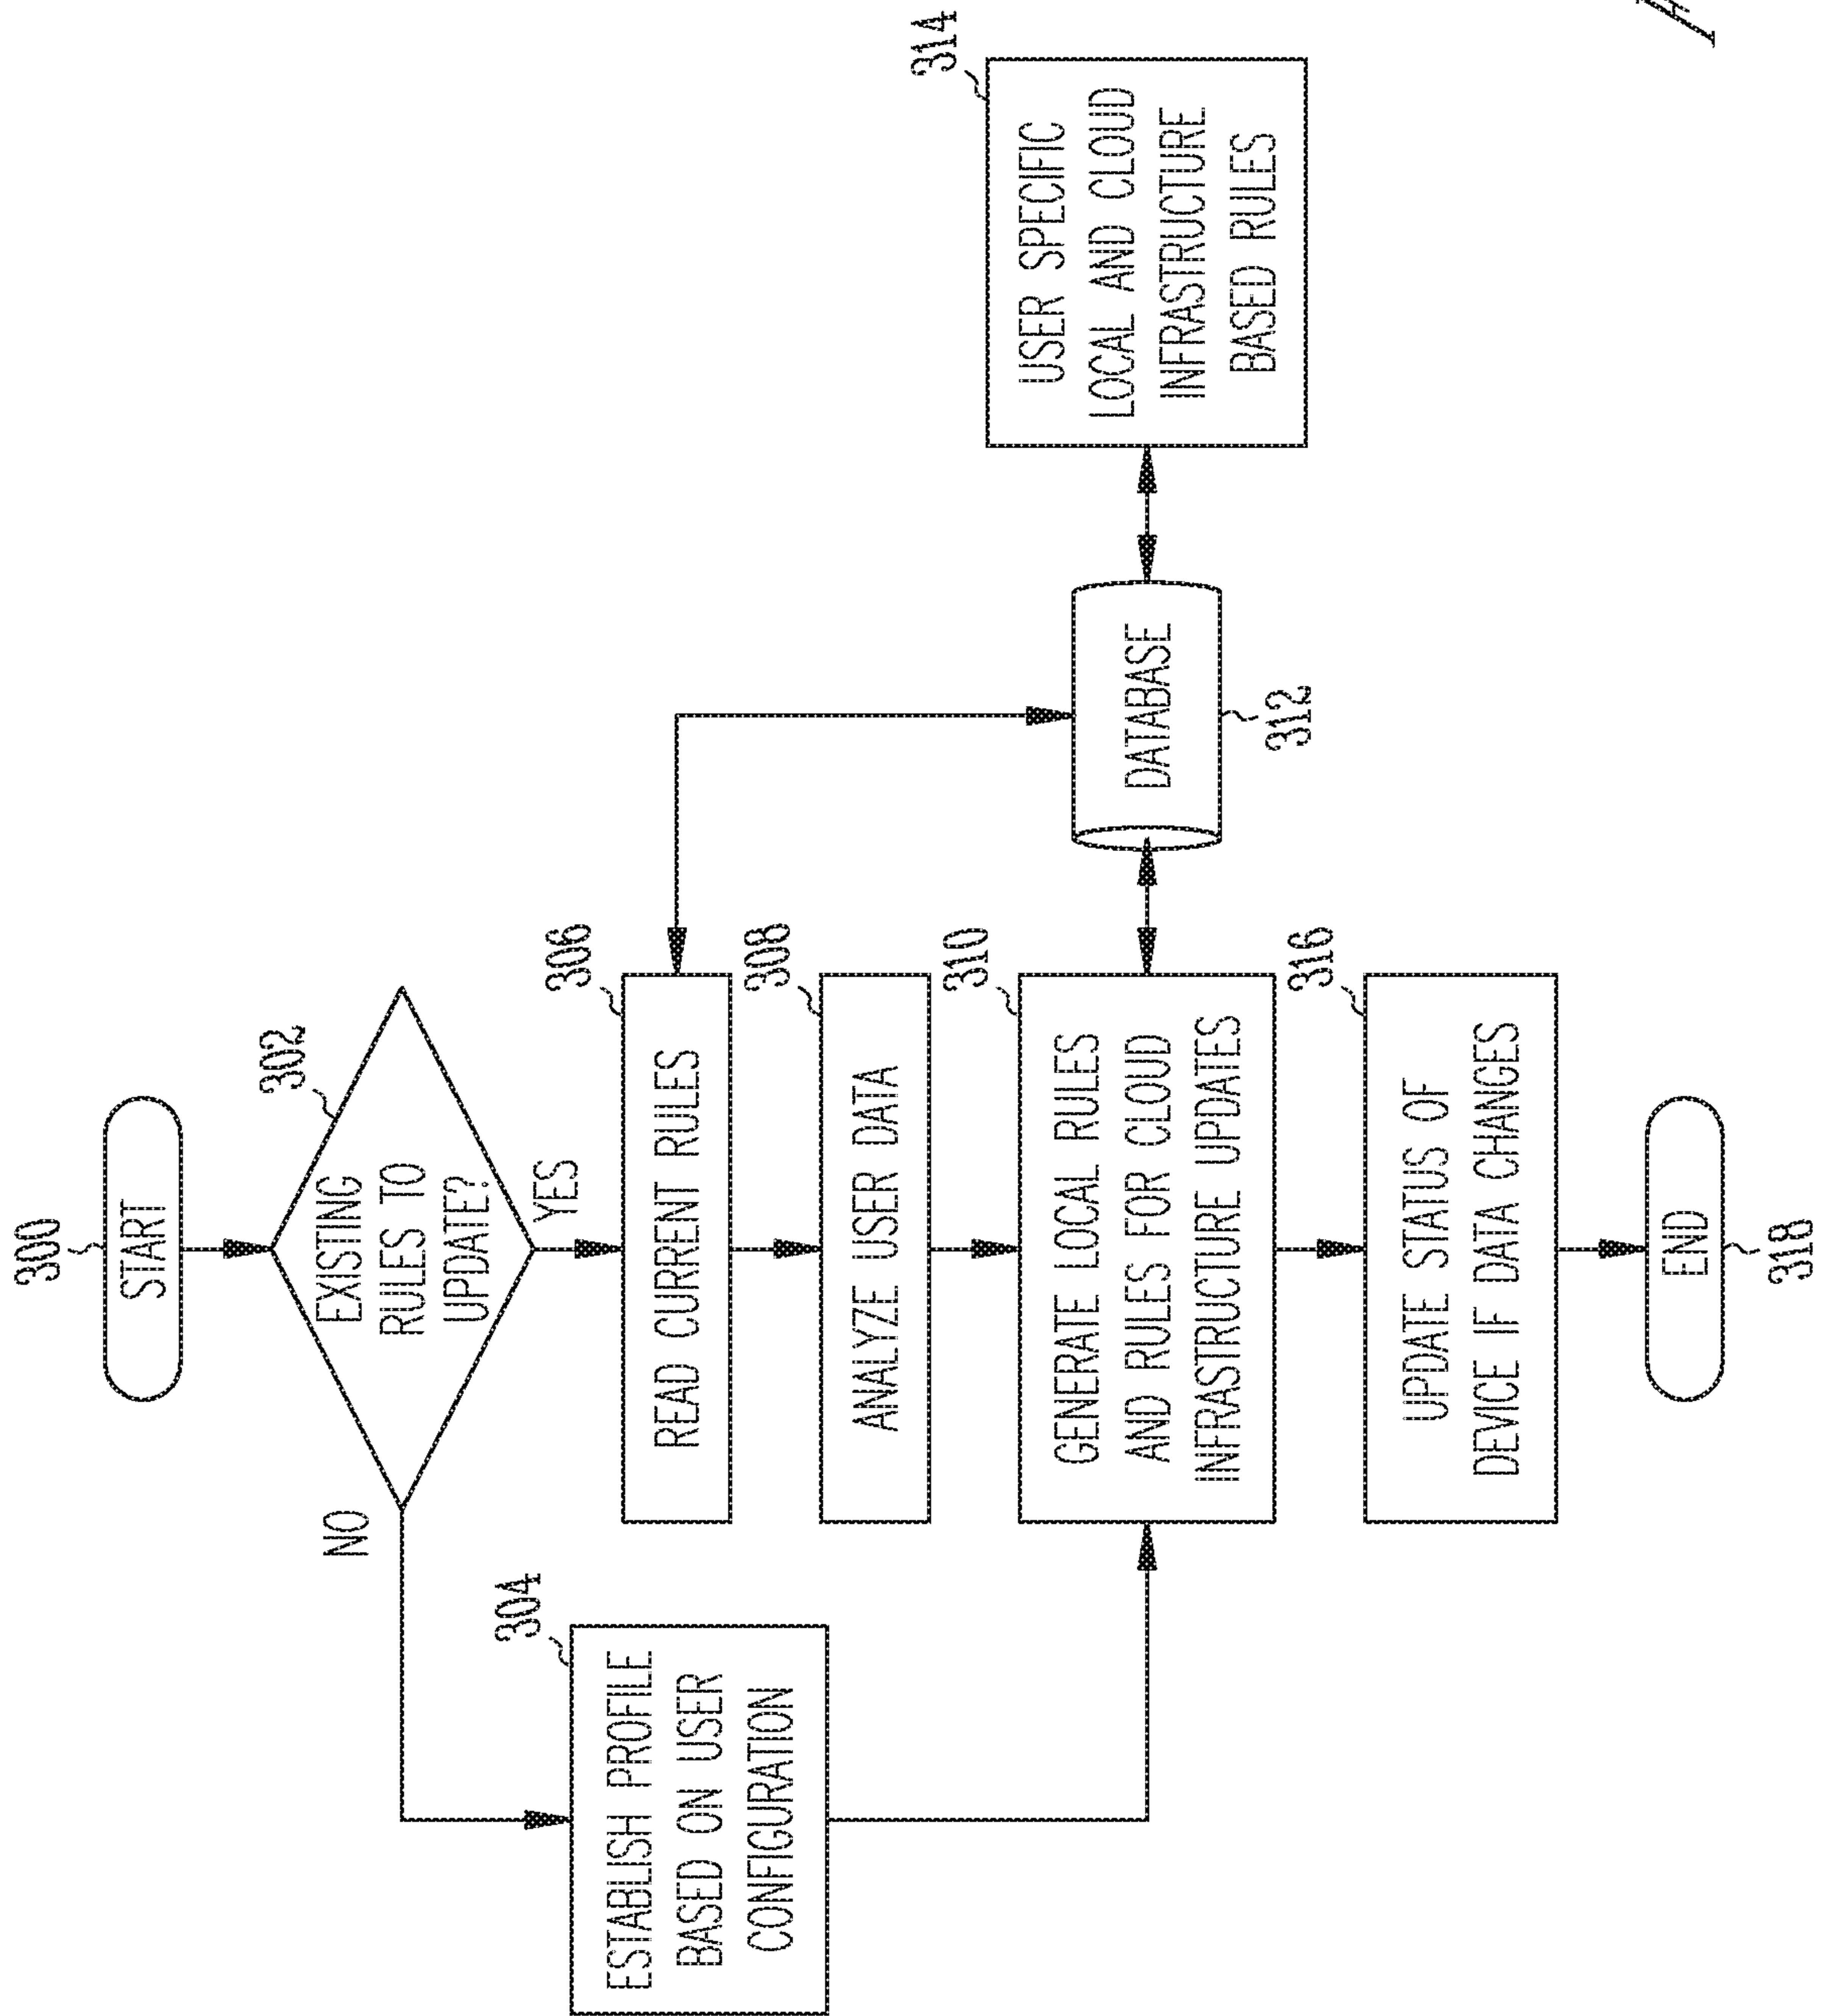 300
START
302
EXISTING
RULES TO
UPDATE?
NO
YES
304
ESTABLISH PROFILE
BASED ON USER
CONFIGURATION
306
READ CURRENT RULES
308
ANALYZE USER DATA
310
GENERATE LOCAL RULES
AND RULES FOR CLOUD
INFRASTRUCTURE UPDATES
DATABASE
312
314
USER SPECIFIC
LOCAL AND CLOUD
INFRASTRUCTURE
BASED RULES
316
UPDATE STATUS OF
DEVICE IF DATA CHANGES
END
318